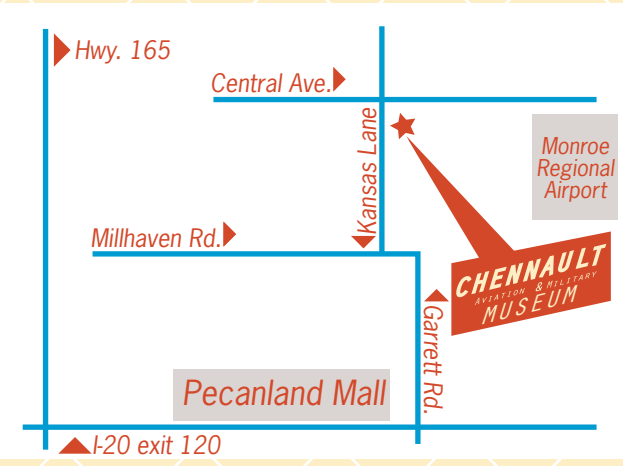 Hwy. 165
Central Ave.
Kansas Lane
Monroe
Regional
Airport
Millhaven Rd.
CHENNAULT
AVIATION & MILITARY
MUSEUM
Garrett Rd.
Pecanland Mall
I-20 exit 120